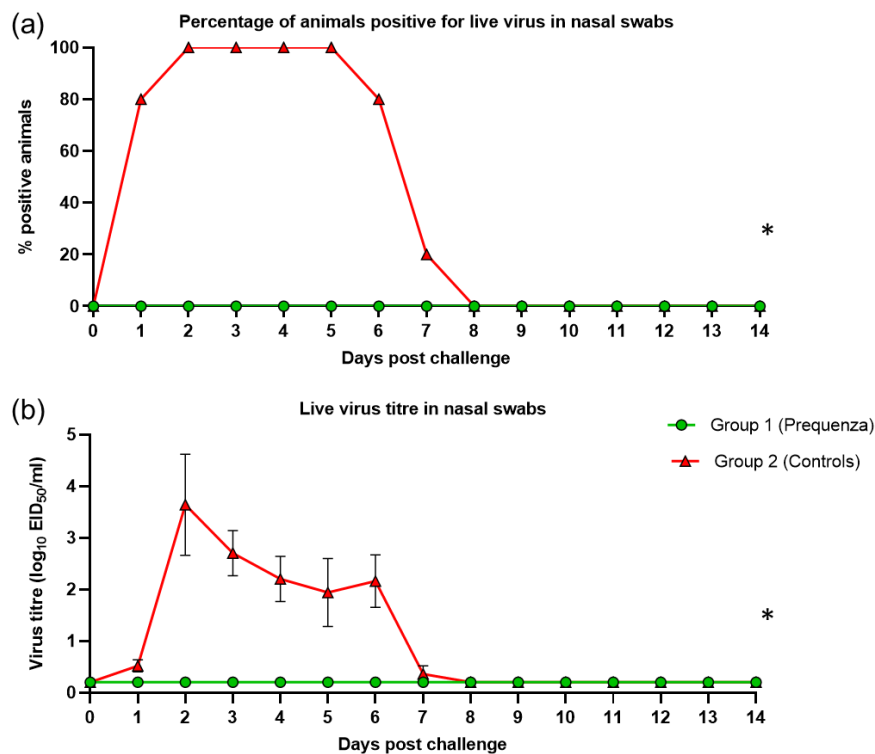 (a)
Percentage of animals positive for live virus in nasal swabs
% positive animals
100
80
60
40
20
0
*
0 1 2 3 4 5 6 7 8 9 10 11 12 13 14
Days post challenge
(b)
Live virus titre in nasal swabs
Group 1 (Prequenza)
Group 2 (Controls)
Virus titre (log₁₀ EID₅₀/ml)
5
4
3
2
1
0
*
0 1 2 3 4 5 6 7 8 9 10 11 12 13 14
Days post challenge